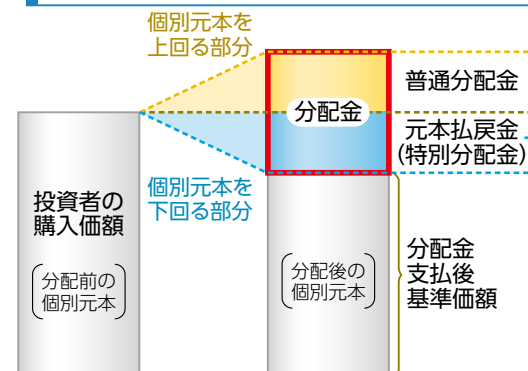 個別元本を
上回る部分
分配金
普通分配金
元本払戻金
(特別分配金)
個別元本を
下回る部分
投資者の
購入価額
分配前の
個別元本
分配後の
個別元本
分配金
支払後
基準価額